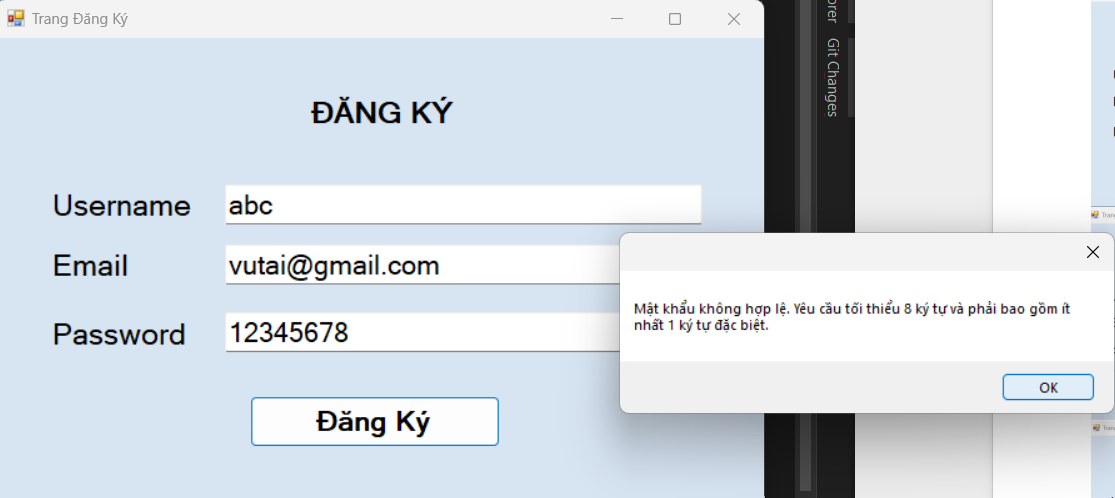 Trang Đăng Ký
ĐĂNG KÝ
Username
abc
Email
vutai@gmail.com
Password
12345678
Đăng Ký
Git Changes
Mật khẩu không hợp lệ. Yêu cầu tối thiểu 8 ký tự và phải bao gồm ít
nhất 1 ký tự đặc biệt.
OK